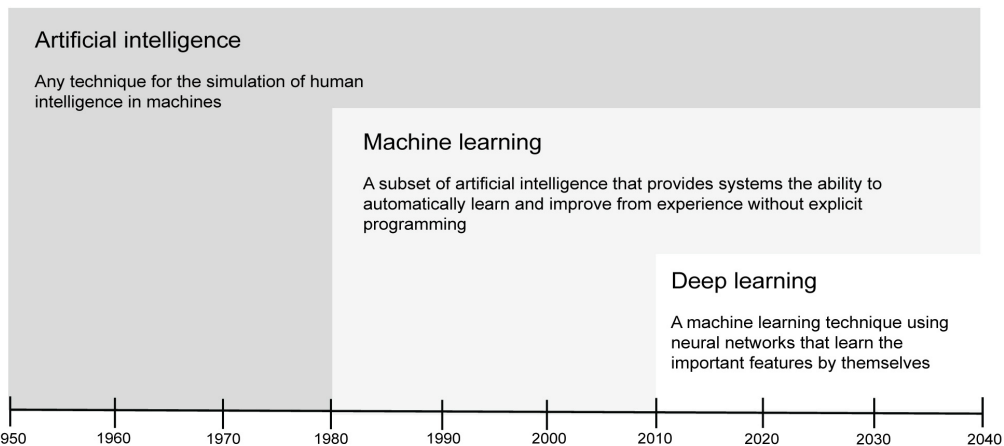 Artificial intelligence
Any technique for the simulation of human
intelligence in machines
Machine learning
A subset of artificial intelligence that provides systems the ability to
automatically learn and improve from experience without explicit
programming
Deep learning
A machine learning technique using
neural networks that learn the
important features by themselves
950 1960 1970 1980 1990 2000 2010 2020 2030 2040